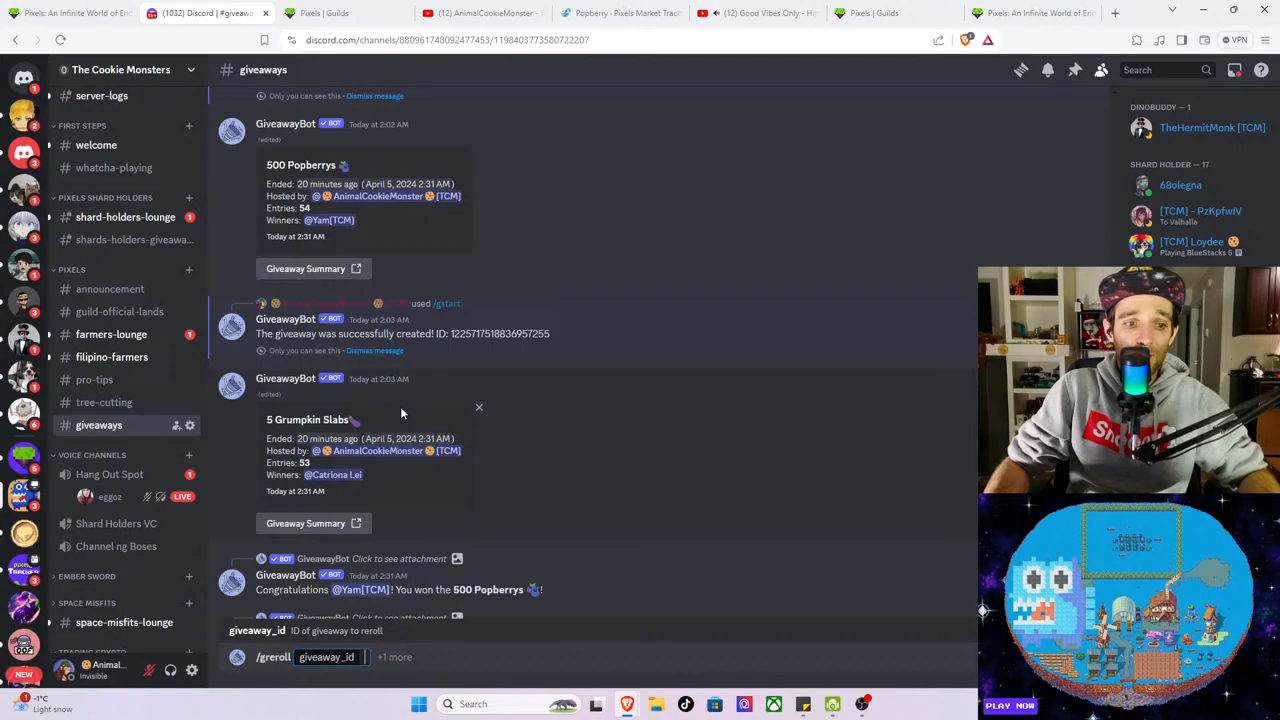 (1032) Discord | #giveaw
Pixels | Guilds
(12) AnimalCookieMonster -
Popberry - Pixels Market Track
(12) Good Vibes Only - Hip
Pixels | Guilds
Pixels: An Infinite World of En
discord.com/channels/880961748092477453/1198403773580722207
VPN
The Cookie Monsters
# giveaways
Search
server-logs
FIRST STEPS
welcome
whatcha-playing
PIXELS SHARD HOLDERS
shard-holders-lounge
shards-holders-giveawa...
PIXELS
announcement
guild-official-lands
farmers-lounge
filipino-farmers
pro-tips
tree-cutting
giveaways
VOICE CHANNELS
Hang Out Spot
eggoz LIVE
Shard Holders VC
Channel ng Boses
EMBER SWORD
SPACE MISFITS
space-misfits-lounge
NEW
Animal...
Invisible
Only you can see this • Dismiss message
GiveawayBot BOT Today at 2:02 AM
(edited)
500 Popberrys
Ended: 20 minutes ago (April 5, 2024 2:31 AM)
Hosted by: @AnimalCookieMonster [TCM]
Entries: 54
Winners: @Yam[TCM]
Today at 2:31 AM
Giveaway Summary
used /gstart
GiveawayBot BOT Today at 2:03 AM
The giveaway was successfully created! ID: 1225717518836957255
Only you can see this • Dismiss message
GiveawayBot BOT Today at 2:03 AM
(edited)
5 Grumpkin Slabs
Ended: 20 minutes ago (April 5, 2024 2:31 AM)
Hosted by: @AnimalCookieMonster [TCM]
Entries: 53
Winners: @Catriona Lei
Today at 2:31 AM
Giveaway Summary
BOT GiveawayBot Click to see attachment
GiveawayBot BOT Today at 2:31 AM
Congratulations @Yam[TCM]! You won the 500 Popberrys !
BOT GiveawayBot Click to see attachment
giveaway_id ID of giveaway to reroll
/greroll giveaway_id +1 more
DINOBUDDY — 1
TheHermitMonk [TCM]
SHARD HOLDER — 17
68olegna
[TCM] - PzKpfwIV
To Valhalla
[TCM] Loydee
Playing BlueStacks 5
PLAY NOW
-1°C
Light snow
Search